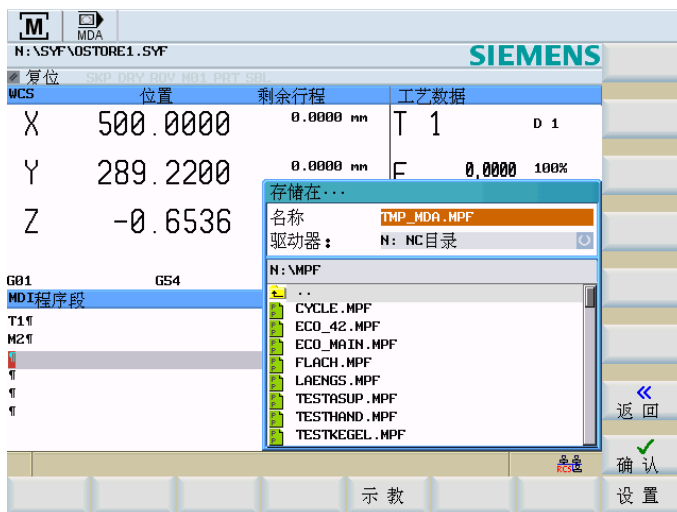 M
MDA
N:\SYF\OSTORE1.SYF
SIEMENS
复位 SKP DRY ROV M01 PRT SBL
WCS 位置 剩余行程 工艺数据
X 500.0000 0.0000 mm T 1 D 1
Y 289.2200 0.0000 mm F 0.0000 100%
Z -0.6536
存储在...
名称 TMP_MDA.MPF
驱动器: N: NC目录
G01 G54
N:\MPF
MDI程序段
..
T1¶
CYCLE.MPF
M2¶
ECO_42.MPF
ECO_MAIN.MPF
¶
FLACH.MPF
¶
LAENGS.MPF
¶
TESTASUP.MPF
¶
TESTHAND.MPF
TESTKEGEL.MPF
返回
RCS
确认
示教
设置